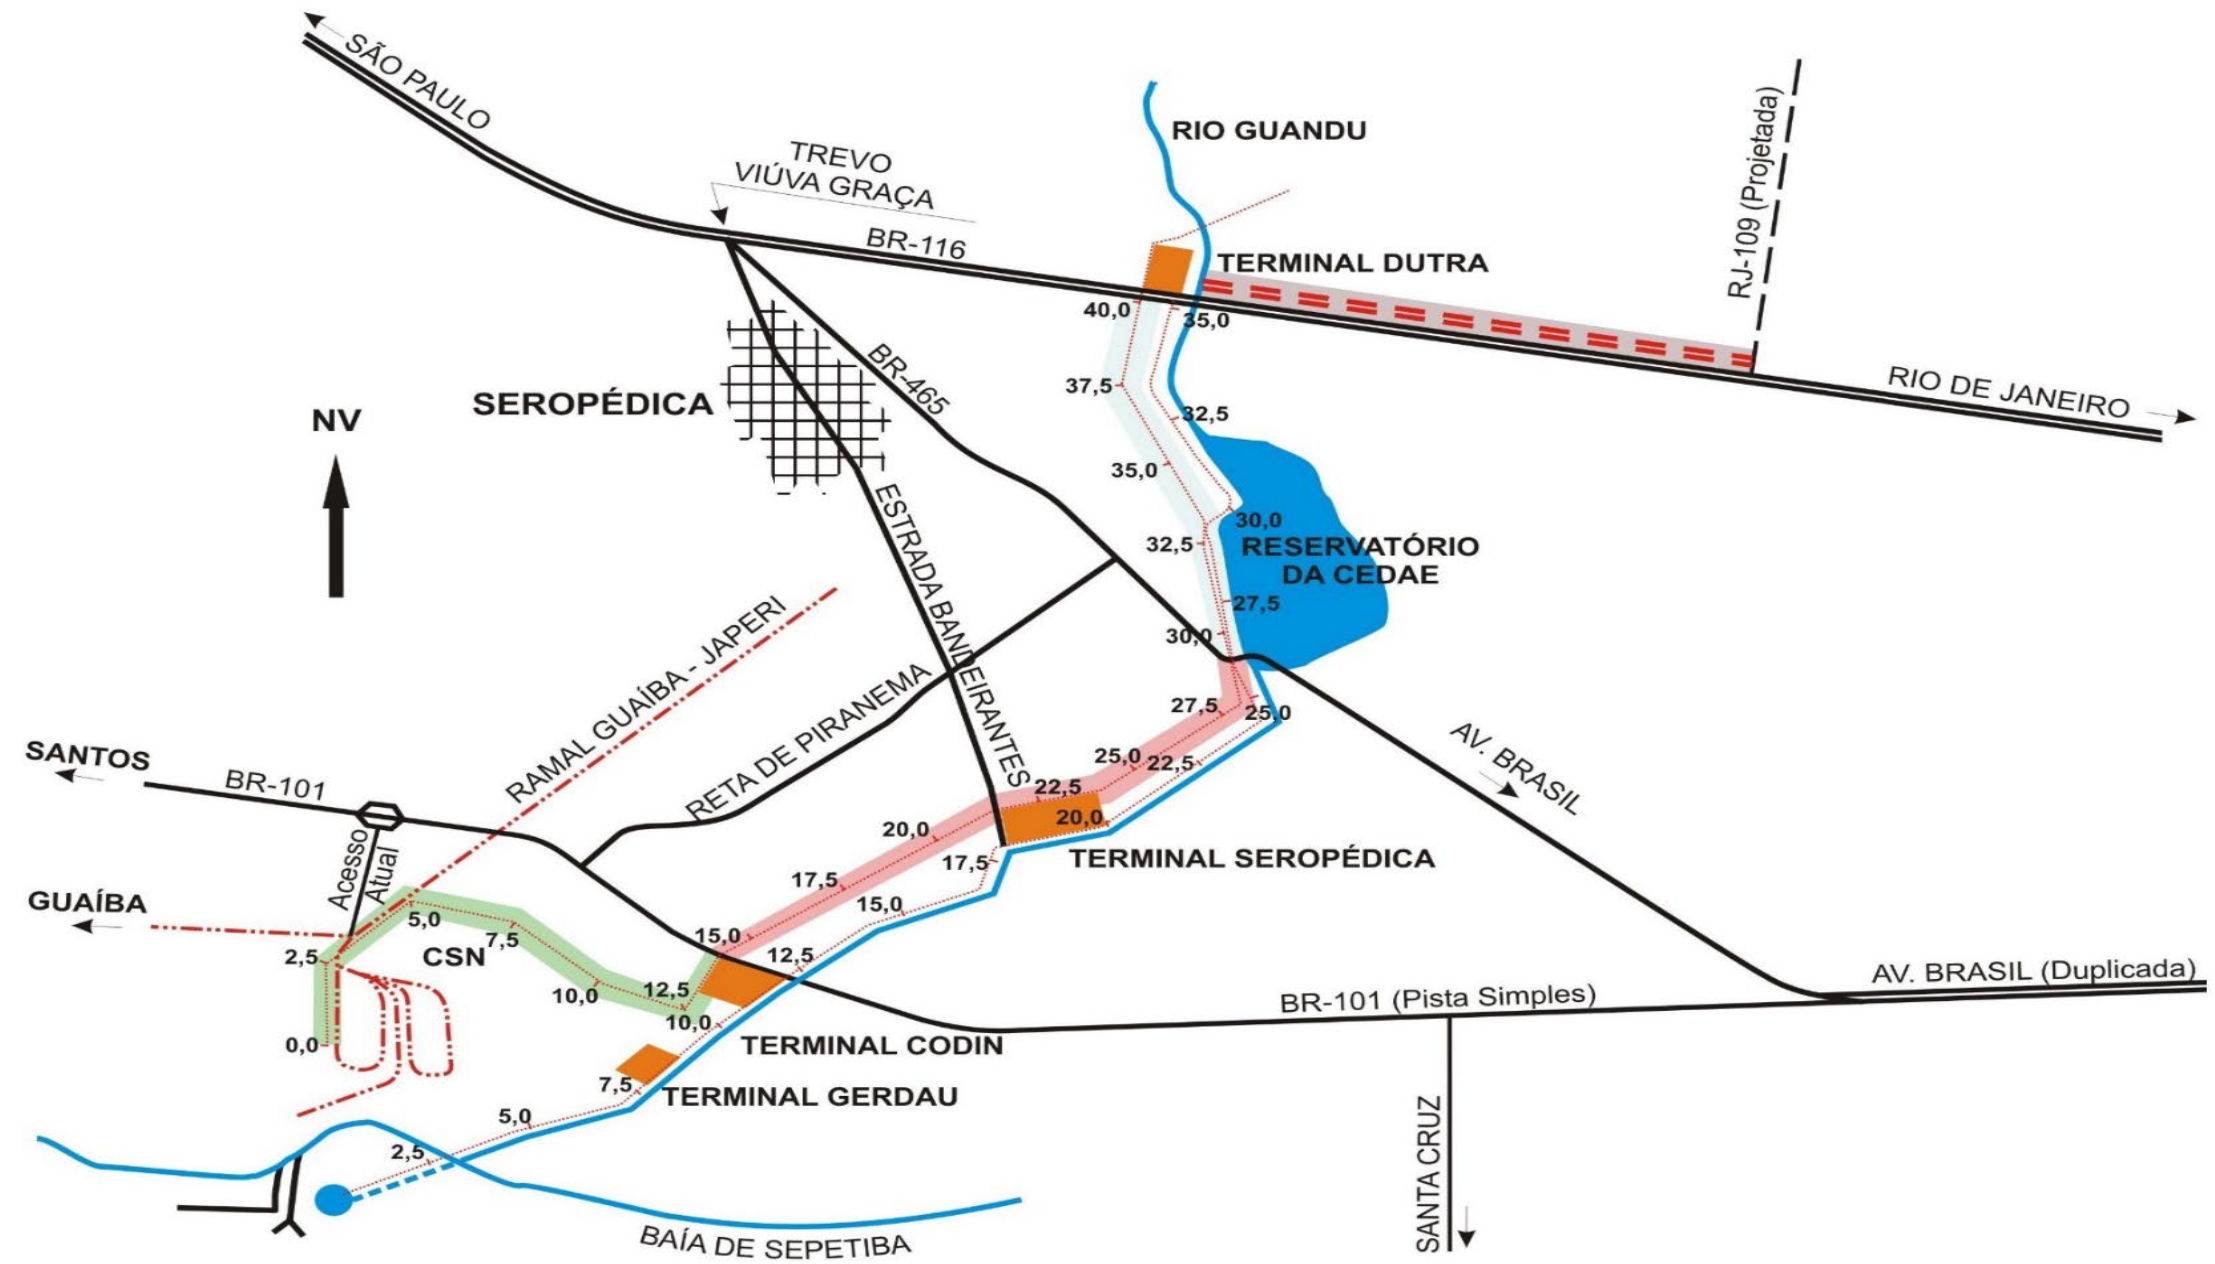 SÃO PAULO
TREVO
VIÚVA GRAÇA
RIO GUANDU
RJ-109 (Projetada)
BR-116
TERMINAL DUTRA
40,0
35,0
BR-465
37,5
RIO DE JANEIRO
SEROPÉDICA
32,5
NV
35,0
ESTRADA BANDEIRANTES
30,0
32,5
RESERVATÓRIO
DA CEDAE
27,5
30,0
RAMAL GUAÍBA - JAPERI
RETA DE PIRANEMA
27,5
25,0
AV. BRASIL
SANTOS
BR-101
25,0
22,5
22,5
20,0
20,0
Acesso
Atual
TERMINAL SEROPÉDICA
17,5
17,5
GUAÍBA
15,0
5,0
15,0
7,5
CSN
2,5
12,5
AV. BRASIL (Duplicada)
12,5
10,0
BR-101 (Pista Simples)
10,0
0,0
TERMINAL CODIN
7,5
TERMINAL GERDAU
5,0
SANTA CRUZ
2,5
BAÍA DE SEPETIBA